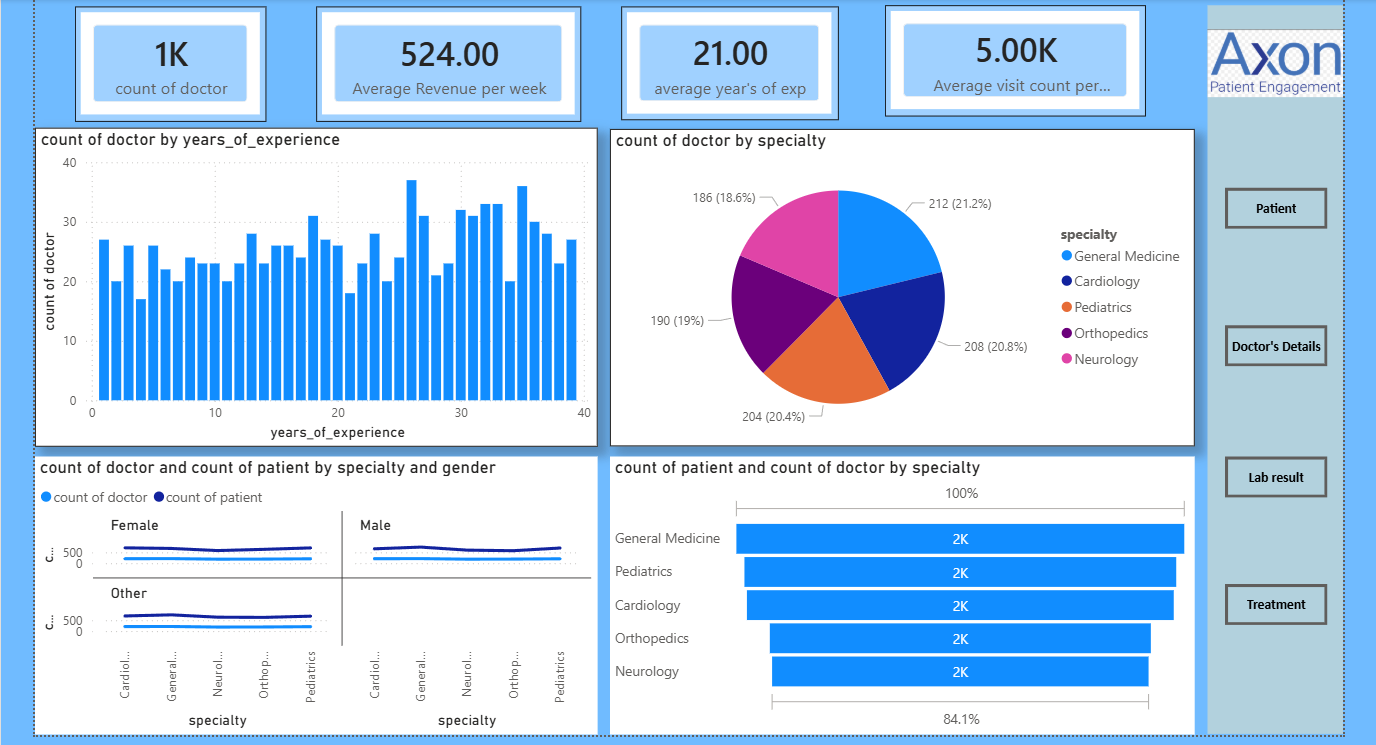 1K
count of doctor
524.00
Average Revenue per week
21.00
average year's of exp
5.00K
Average visit count per...
Axon
Patient Engagement
count of doctor by years_of_experience
count of doctor
40
30
20
10
0
0 10 20 30 40
years_of_experience
count of doctor by specialty
186 (18.6%)
212 (21.2%)
190 (19%)
208 (20.8%)
204 (20.4%)
specialty
General Medicine
Cardiology
Pediatrics
Orthopedics
Neurology
Patient
Doctor's Details
Lab result
Treatment
count of doctor and count of patient by specialty and gender
count of doctor count of patient
Female
Male
c...
500
0
Other
c...
500
0
Cardiol...
General...
Neurol...
Orthop...
Pediatrics
Cardiol...
General...
Neurol...
Orthop...
Pediatrics
specialty
specialty
count of patient and count of doctor by specialty
100%
General Medicine 2K
Pediatrics 2K
Cardiology 2K
Orthopedics 2K
Neurology 2K
84.1%